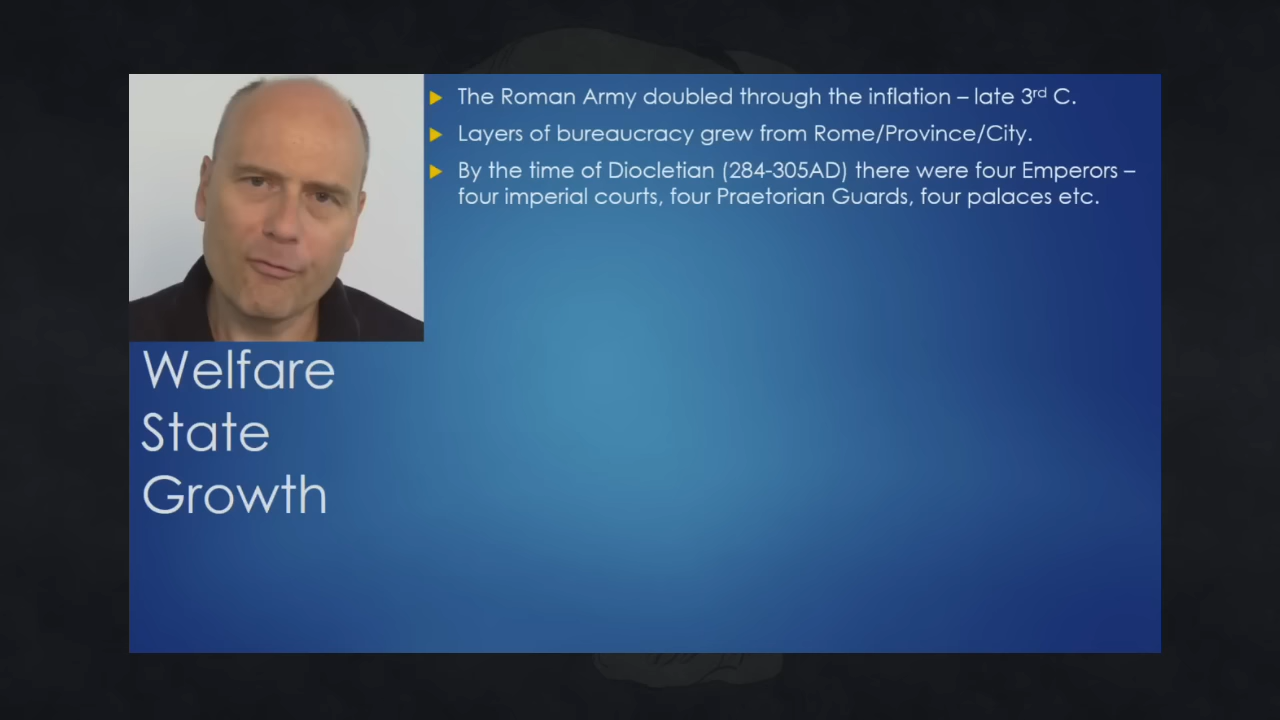 The Roman Army doubled through the inflation – late 3rd C.
Layers of bureaucracy grew from Rome/Province/City.
By the time of Diocletian (284-305AD) there were four Emperors –
four imperial courts, four Praetorian Guards, four palaces etc.
Welfare
State
Growth